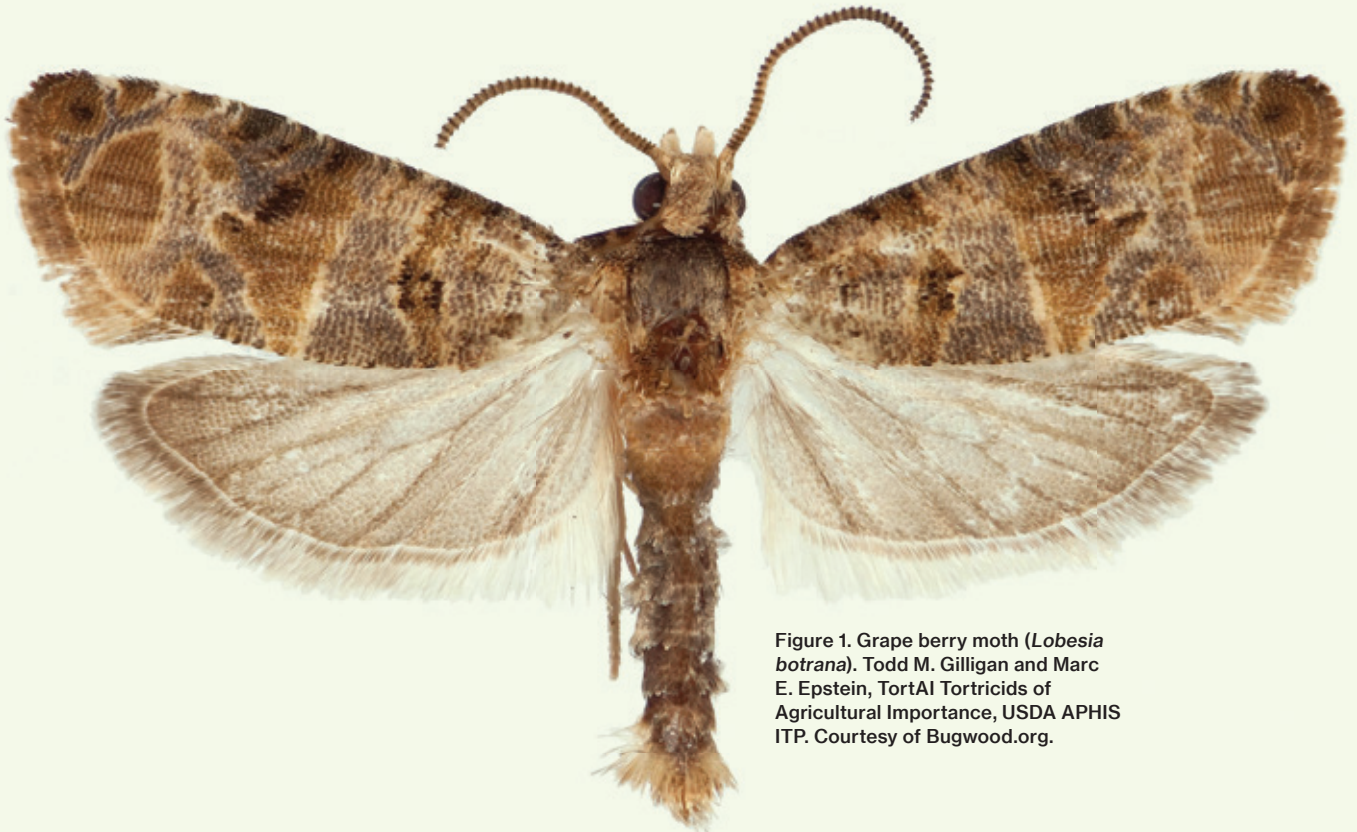 Figure 1. Grape berry moth (Lobesia
botrana). Todd M. Gilligan and Marc
E. Epstein, TortAI Tortricids of
Agricultural Importance, USDA APHIS
ITP. Courtesy of Bugwood.org.